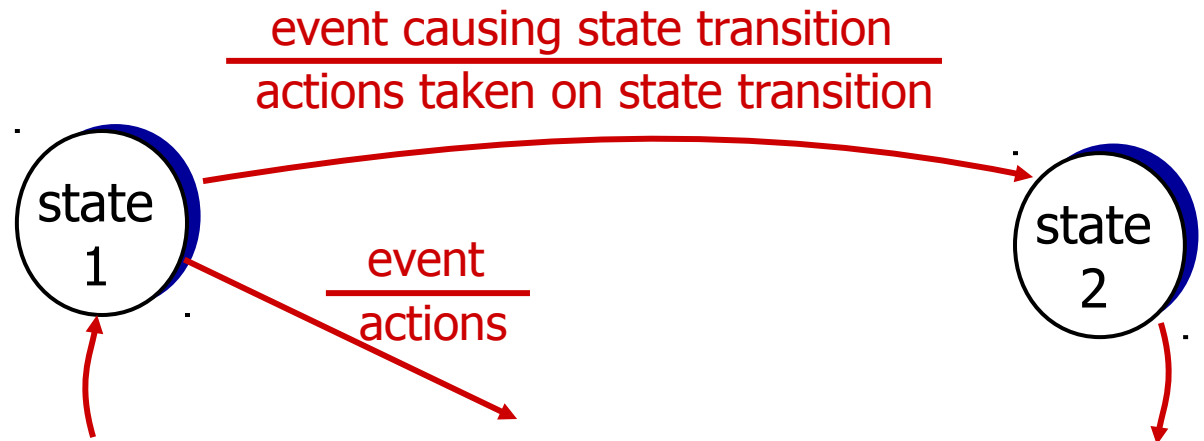 event causing state transition
actions taken on state transition
state
1
state
2
event
actions